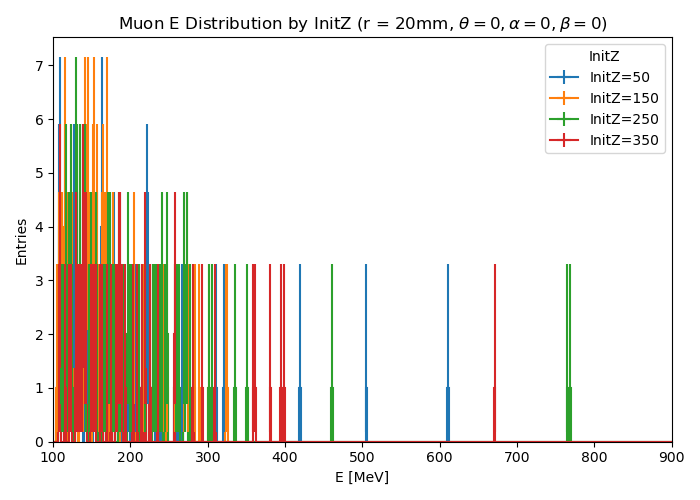 Muon E Distribution by InitZ (r = 20mm, θ = 0, α = 0, β = 0)
InitZ
InitZ=50
InitZ=150
InitZ=250
InitZ=350
Entries
7
6
5
4
3
2
1
0
100 200 300 400 500 600 700 800 900
E [MeV]